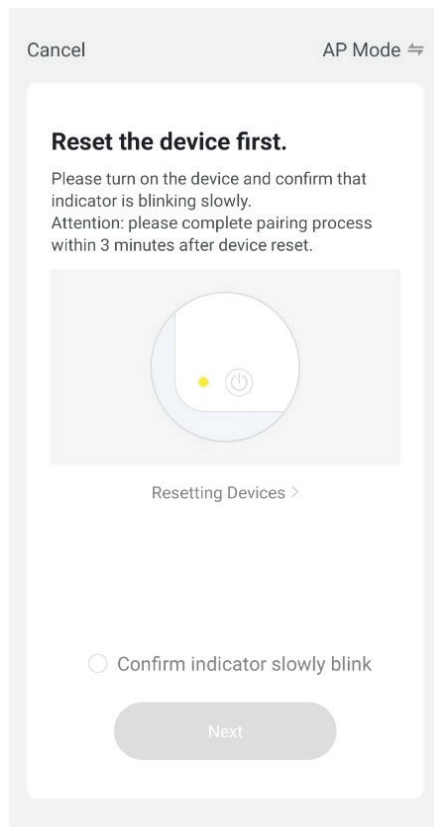 Cancel
AP Mode
Reset the device first.
Please turn on the device and confirm that
indicator is blinking slowly.
Attention: please complete pairing process
within 3 minutes after device reset.
Resetting Devices >
Confirm indicator slowly blink
Next